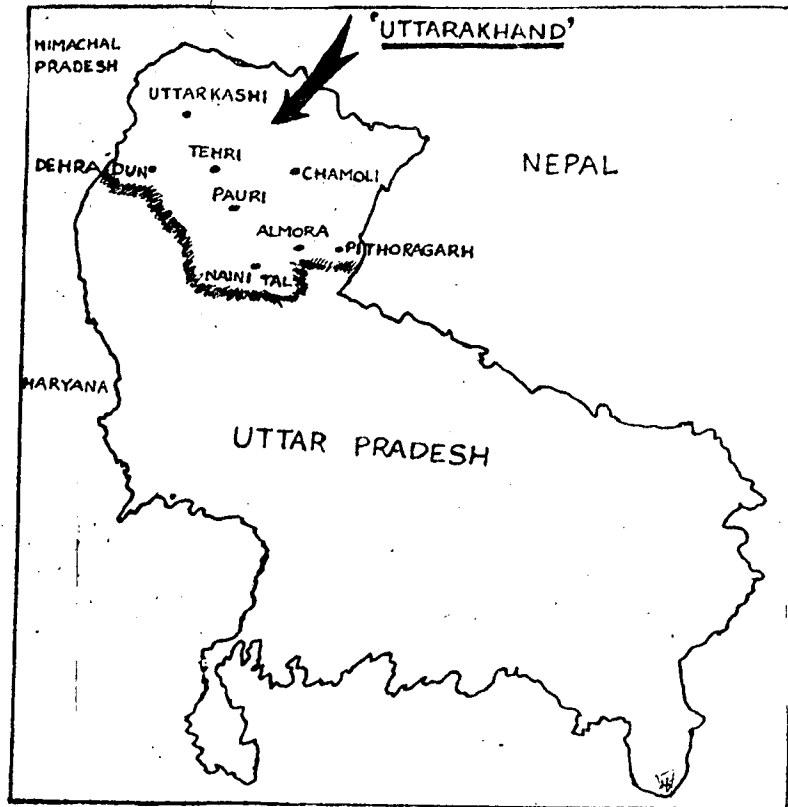 'UTTARAKHAND'
HIMACHAL
PRADESH
UTTARKASHI
TEHRI
DEHRA DUN
CHAMOLI
NEPAL
PAURI
ALMORA
PITHORAGARH
NAINI TAL
HARYANA
UTTAR PRADESH